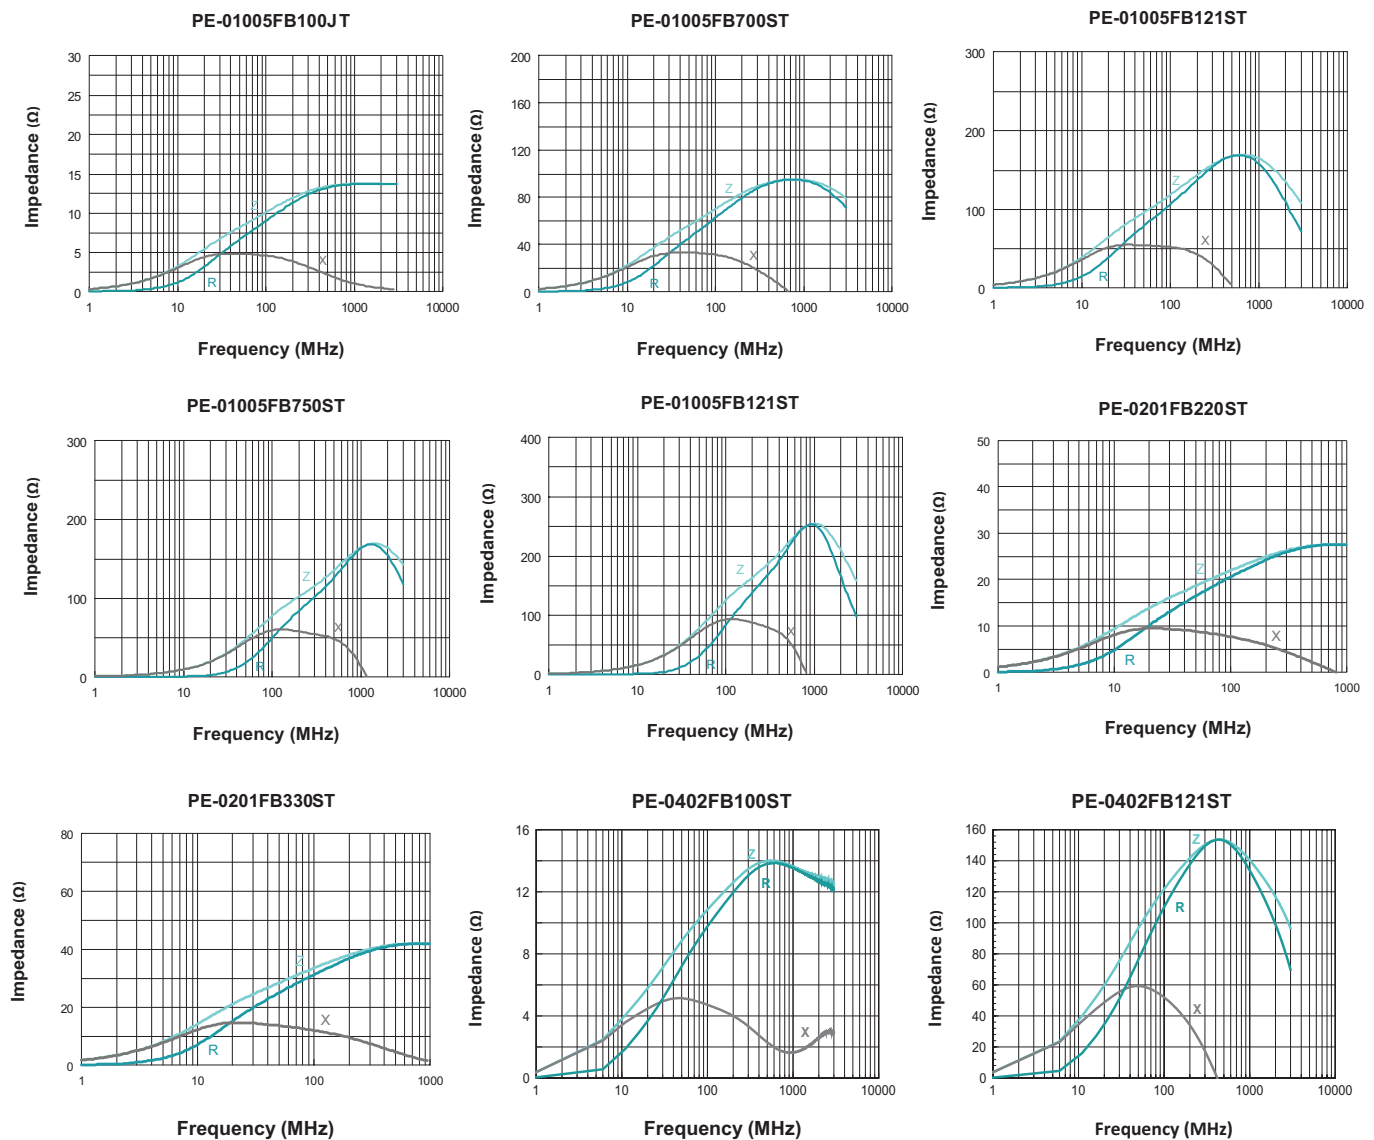 PE-01005FB100JT
30
25
20
15
10
5
0
Impedance (Ω)
Z
X
R
1 10 100 1000 10000
Frequency (MHz)
PE-01005FB700ST
200
160
120
80
40
0
Impedance (Ω)
Z
X
R
1 10 100 1000 10000
Frequency (MHz)
PE-01005FB121ST
300
200
100
0
Impedance (Ω)
Z
X
R
1 10 100 1000 10000
Frequency (MHz)
PE-01005FB750ST
300
200
100
0
Impedance (Ω)
Z
X
R
1 10 100 1000 10000
Frequency (MHz)
PE-01005FB121ST
400
300
200
100
0
Impedance (Ω)
Z
X
R
1 10 100 1000 10000
Frequency (MHz)
PE-0201FB220ST
50
40
30
20
10
0
Impedance (Ω)
Z
X
R
1 10 100 1000
Frequency (MHz)
PE-0201FB330ST
80
60
40
20
0
Impedance (Ω)
Z
X
R
1 10 100 1000
Frequency (MHz)
PE-0402FB100ST
16
12
8
4
0
Impedance (Ω)
Z
R
X
1 10 100 1000 10000
Frequency (MHz)
PE-0402FB121ST
160
140
120
100
80
60
40
20
0
Impedance (Ω)
Z
R
X
1 10 100 1000 10000
Frequency (MHz)